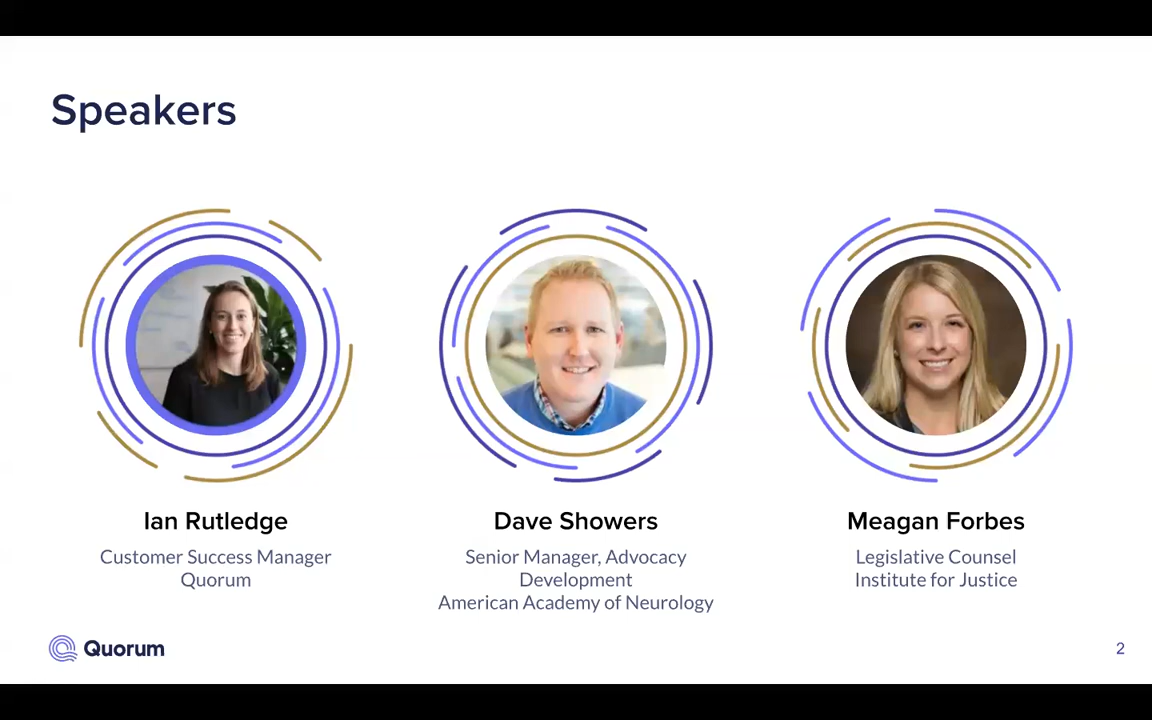 Speakers
Ian Rutledge
Customer Success Manager
Quorum
Dave Showers
Senior Manager, Advocacy
Development
American Academy of Neurology
Meagan Forbes
Legislative Counsel
Institute for Justice
Quorum
2